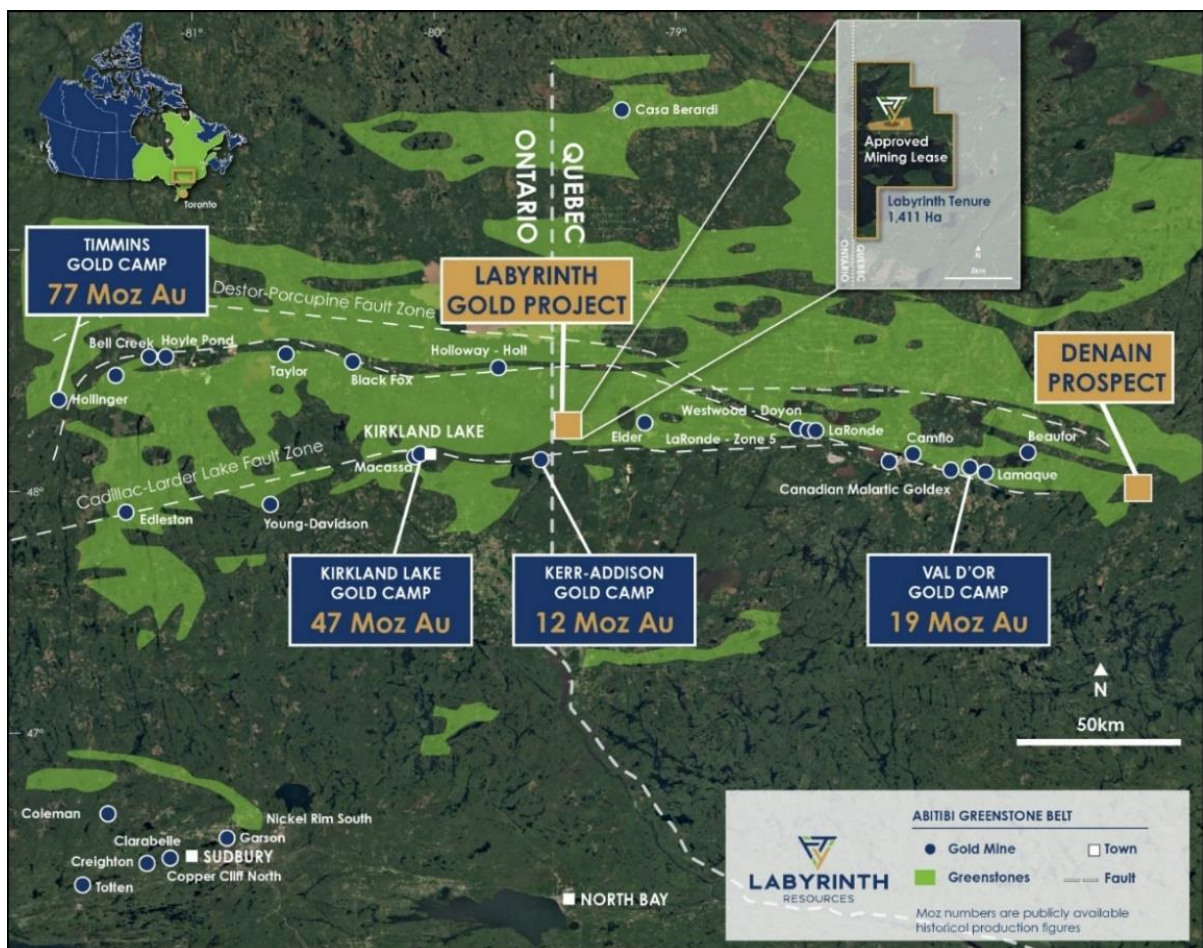 -81
-80
-79
Casa Berardi
QUEBEC
ONTARIO
Approved
Mining Lease
Labyrinth Tenure
1,411 Ha
ONTARIO
QUEBEC
N
2km
Toronto
TIMMINS
GOLD CAMP
77 Moz Au
Destor-Porcupine Fault Zone
LABYRINTH
GOLD PROJECT
DENAIN
PROSPECT
Bell Creek
Hoyle Pond
Taylor
Black Fox
Holloway - Holt
Hollinger
KIRKLAND LAKE
Macassa
Elder
Westwood - Doyon
LaRonde
LaRonde - Zone 5
Camflo
Beaufor
Canadian Malartic
Goldex
Lamaque
Cadillac-Larder Lake Fault Zone
48
Edleston
Young-Davidson
KIRKLAND LAKE
GOLD CAMP
47 Moz Au
KERR-ADDISON
GOLD CAMP
12 Moz Au
VAL D'OR
GOLD CAMP
19 Moz Au
N
50km
47°
Coleman
Nickel Rim South
Clarabelle
Garson
Creighton
SUDBURY
Copper Cliff North
Totten
NORTH BAY
LABYRINTH
RESOURCES
ABITIBI GREENSTONE BELT
Gold Mine
Town
Greenstones
Fault
Moz numbers are publicly available
historical production figures